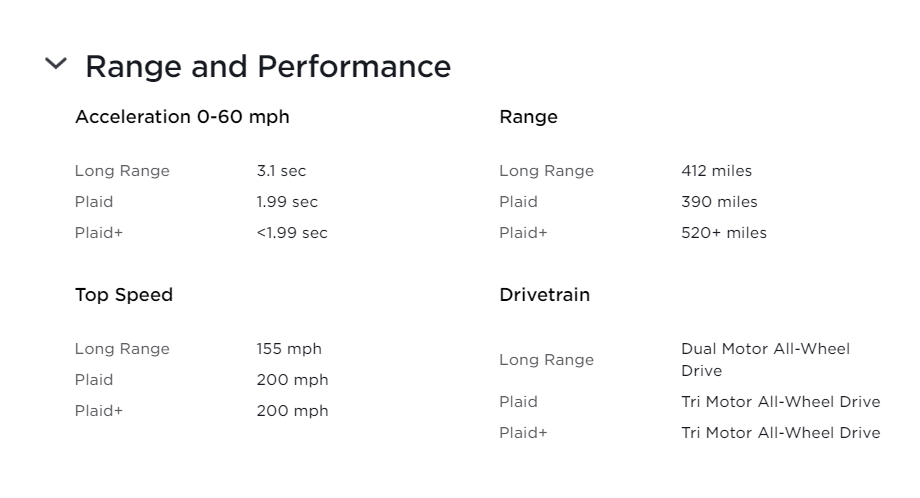 Range and Performance
Acceleration 0-60 mph
Long Range 3.1 sec
Plaid 1.99 sec
Plaid+ <1.99 sec
Range
Long Range 412 miles
Plaid 390 miles
Plaid+ 520+ miles
Top Speed
Long Range 155 mph
Plaid 200 mph
Plaid+ 200 mph
Drivetrain
Long Range Dual Motor All-Wheel
Drive
Plaid Tri Motor All-Wheel Drive
Plaid+ Tri Motor All-Wheel Drive